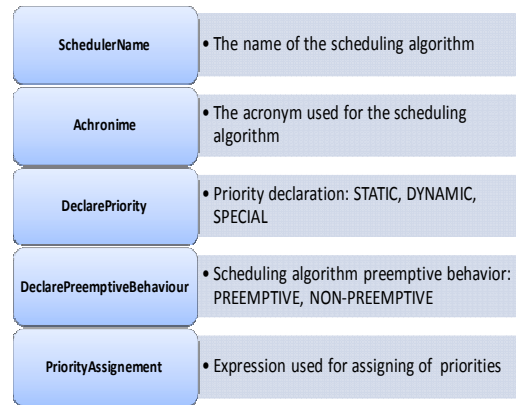 SchedulerName
• The name of the scheduling algorithm
Achronime
• The acronym used for the scheduling
algorithm
DeclarePriority
• Priority declaration: STATIC, DYNAMIC,
SPECIAL
DeclarePreemptiveBehaviour
• Scheduling algorithm preemptive behavior:
PREEMPTIVE, NON-PREEMPTIVE
PriorityAssignement
• Expression used for assigning of priorities